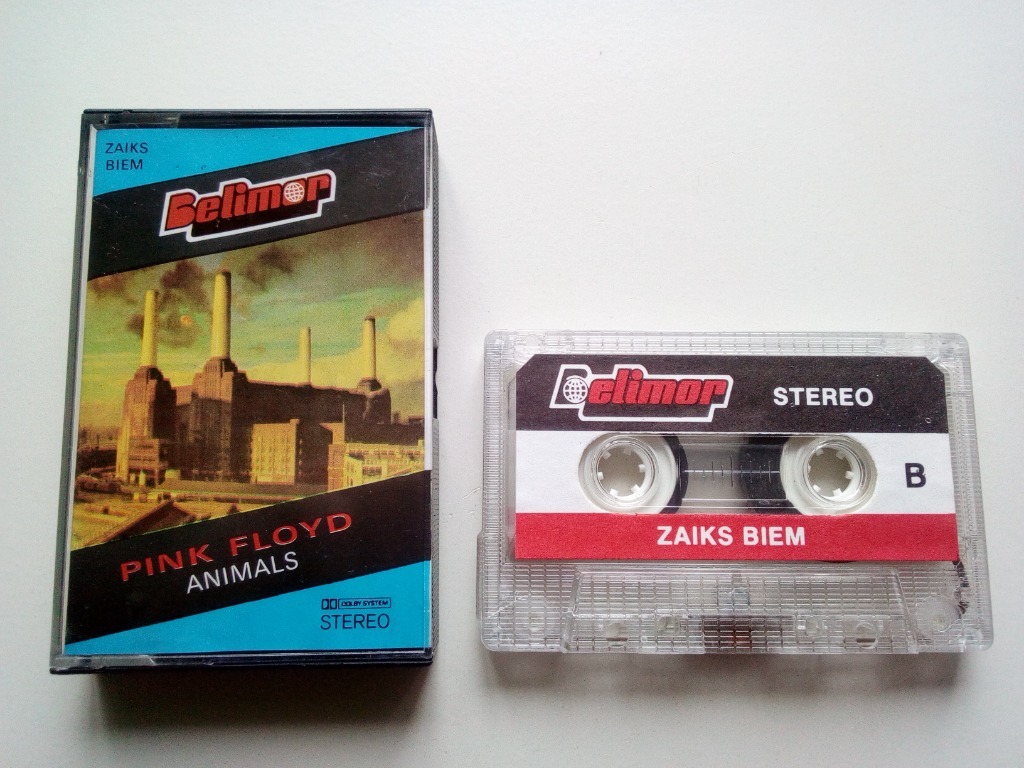 ZAIKS
BIEM
Belimor
PINK FLOYD
ANIMALS
DOLBY SYSTEM
STEREO
Belimor
STEREO
B
ZAIKS BIEM